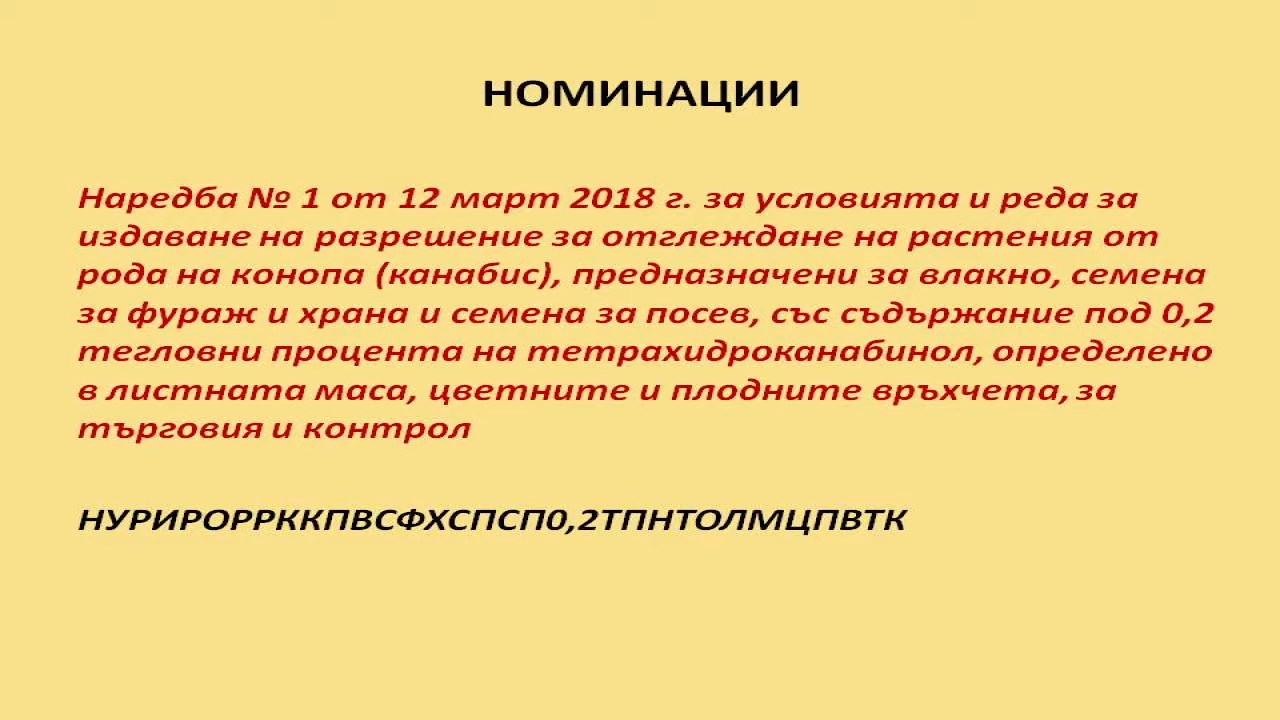 НОМИНАЦИИ
Наредба № 1 от 12 март 2018 г. за условията и реда за
издаване на разрешение за отглеждане на растения от
рода на конопа (канабис), предназначени за влакно, семена
за фураж и храна и семена за посев, със съдържание под 0,2
тегловни процента на тетрахидроканабинол, определено
в листната маса, цветните и плодните връхчета, за
търговия и контрол
НУРИРОРРККПВСФХСПСП0,2ТПНТОЛМЦПВТК